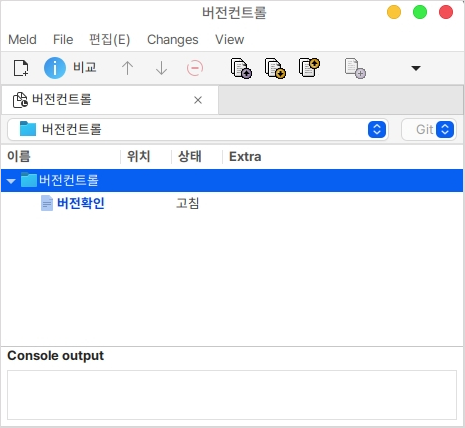 버전컨트롤
Meld File 편집(E) Changes View
비교
버전컨트롤
버전컨트롤 Git
이름 위치 상태 Extra
버전컨트롤
버전확인 고침
Console output